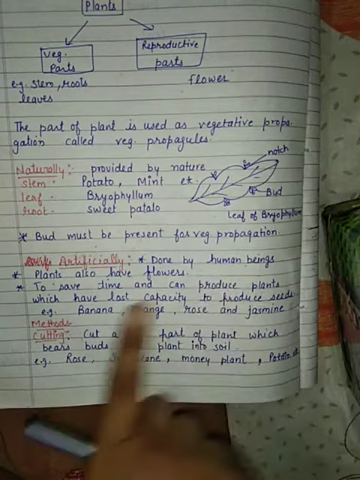 Plants
Veg. Parts
Reproductive parts
e.g. stem, roots
leaves
flower
The part of plant is used as vegetative propa-
gation called veg. propagules.
Naturally :- provided by nature
notch
Stem - Potato, Mint etc
leaf - Bryophyllum
Bud
root - sweet patato
Leaf of Bryophyllum
* Bud must be present for veg. propagation.
Artificially :- * Done by human beings
* Plants also have flowers.
* To save time and can produce plants
which have lost capacity to produce seeds.
e.g. Banana, rose and jasmine
Methods
Cutting :- Cut a part of plant which
bears buds plant into soil.
e.g. Rose, money plant, Potato etc